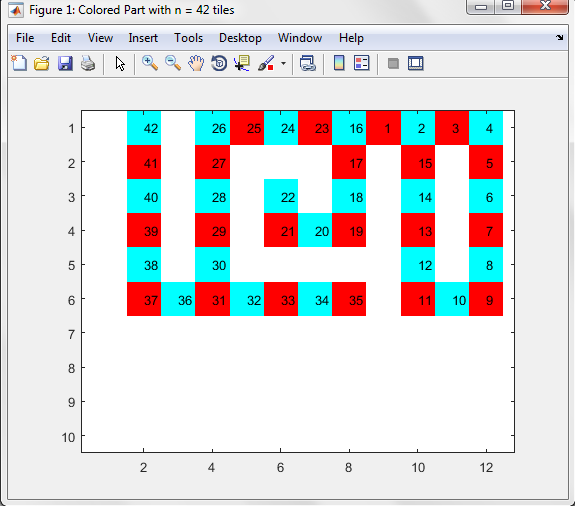 Figure 1: Colored Part with n = 42 tiles
File Edit View Insert Tools Desktop Window Help
1 42 26 25 24 23 16 1 2 3 4
2 41 27 17 15 5
3 40 28 22 18 14 6
4 39 29 21 20 19 13 7
5 38 30 12 8
6 37 36 31 32 33 34 35 11 10 9
7
8
9
10
2 4 6 8 10 12